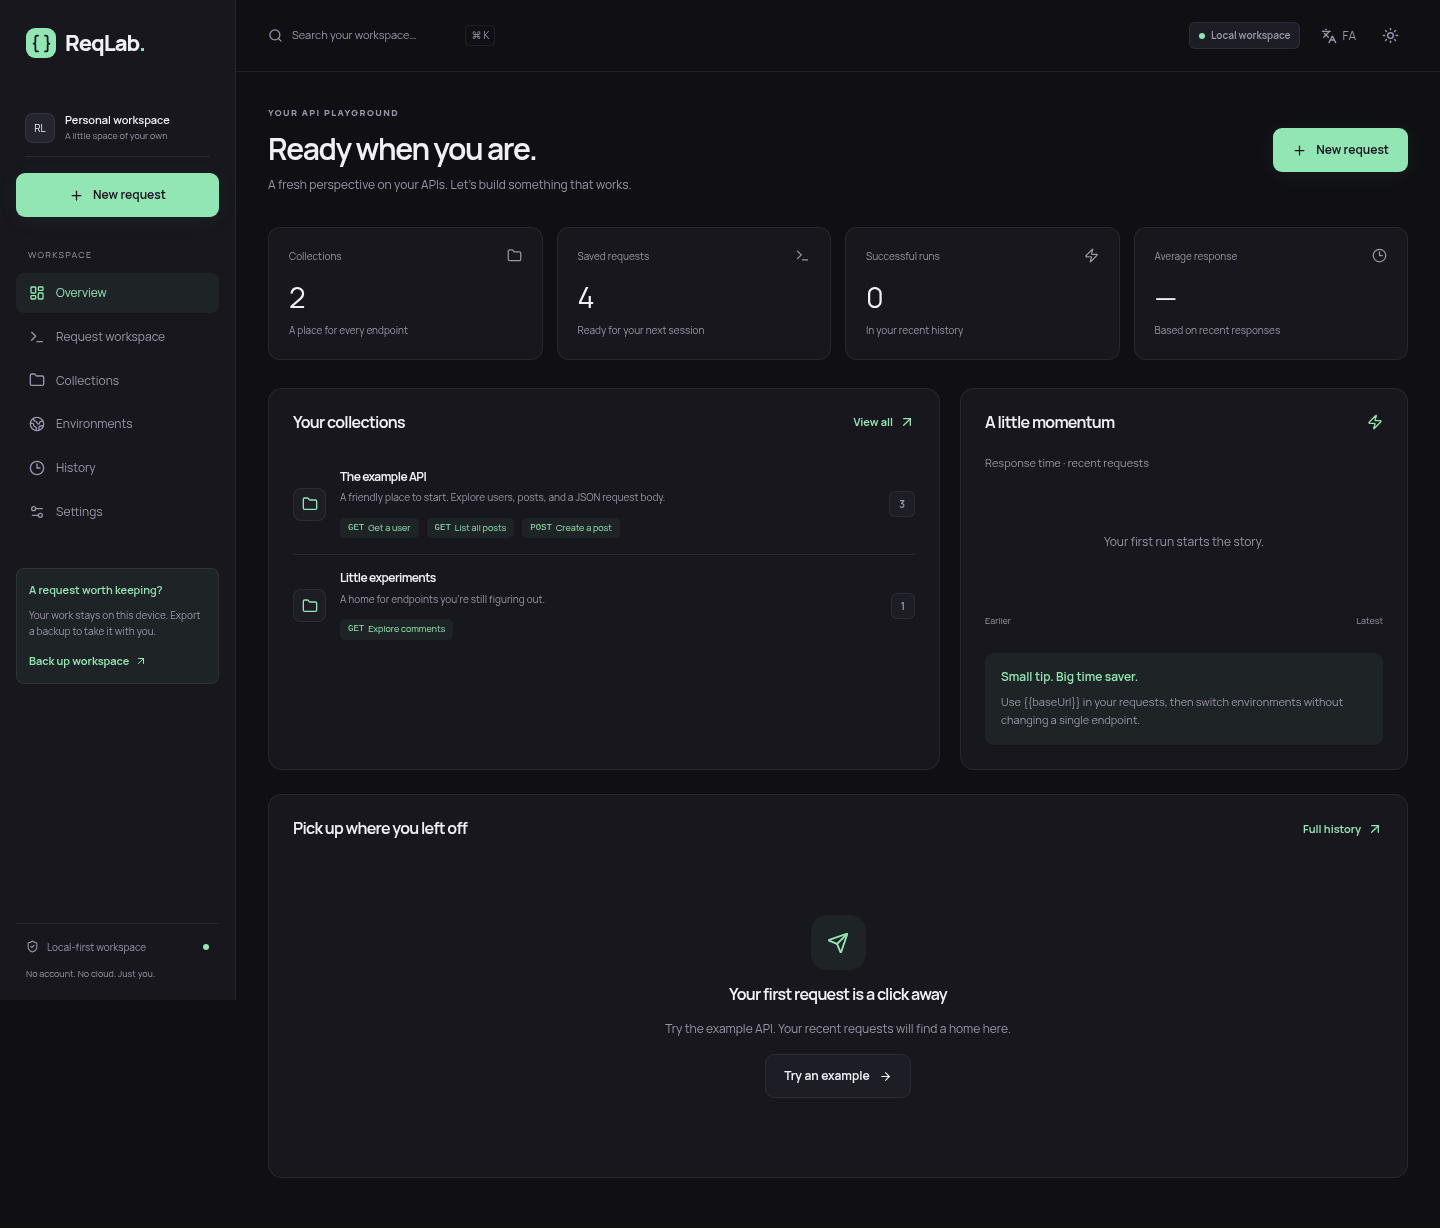 { } ReqLab.
Search your workspace...
⌘ K
Local workspace
FA
RL
Personal workspace
A little space of your own
New request
WORKSPACE
Overview
Request workspace
Collections
Environments
History
Settings
A request worth keeping?
Your work stays on this device. Export
a backup to take it with you.
Back up workspace
Local-first workspace
No account. No cloud. Just you.
YOUR API PLAYGROUND
Ready when you are.
A fresh perspective on your APIs. Let's build something that works.
New request
Collections
2
A place for every endpoint
Saved requests
4
Ready for your next session
Successful runs
0
In your recent history
Average response
—
Based on recent responses
Your collections
View all
The example API
A friendly place to start. Explore users, posts, and a JSON request body.
GET Get a user
GET List all posts
POST Create a post
3
Little experiments
A home for endpoints you're still figuring out.
GET Explore comments
1
A little momentum
Response time · recent requests
Your first run starts the story.
Earlier
Latest
Small tip. Big time saver.
Use {{baseUrl}} in your requests, then switch environments without
changing a single endpoint.
Pick up where you left off
Full history
Your first request is a click away
Try the example API. Your recent requests will find a home here.
Try an example